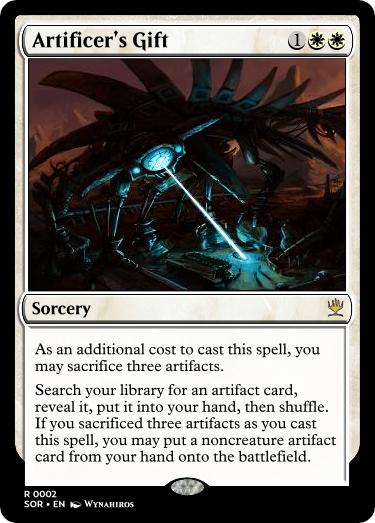 Artificer's Gift 1
Sorcery
As an additional cost to cast this spell, you
may sacrifice three artifacts.
Search your library for an artifact card,
reveal it, put it into your hand, then shuffle.
If you sacrificed three artifacts as you cast
this spell, you may put a noncreature artifact
card from your hand onto the battlefield.
R 0002
SOR • EN Wynahiros